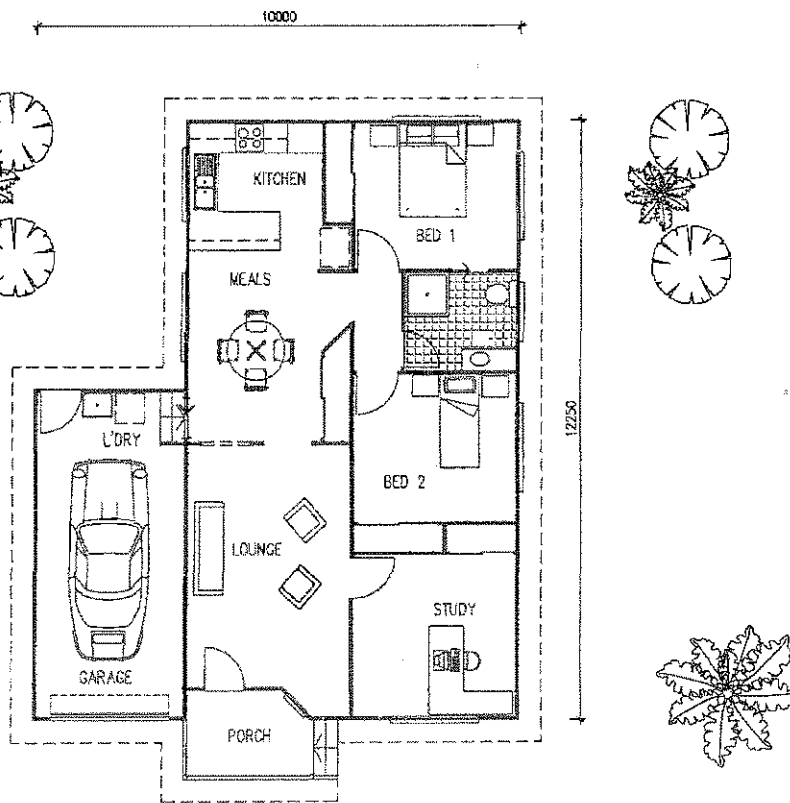 10000
KITCHEN
BED 1
MEALS
12250
L'DRY
BED 2
LOUNGE
STUDY
GARAGE
PORCH